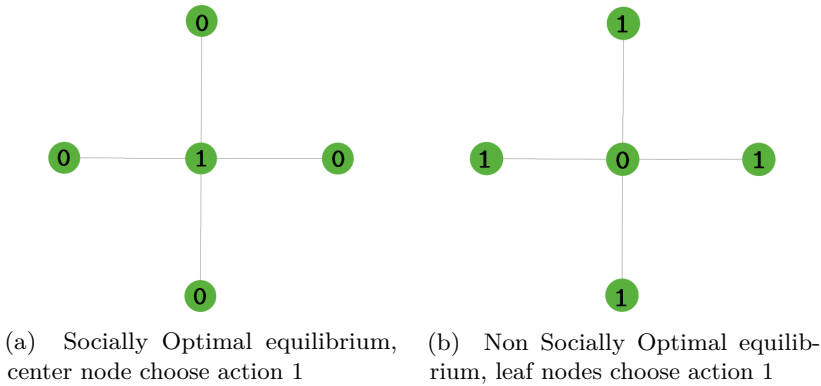 0
0 1 0
0
(a) Socially Optimal equilibrium,
center node choose action 1
1
1 0 1
1
(b) Non Socially Optimal equilib-
rium, leaf nodes choose action 1